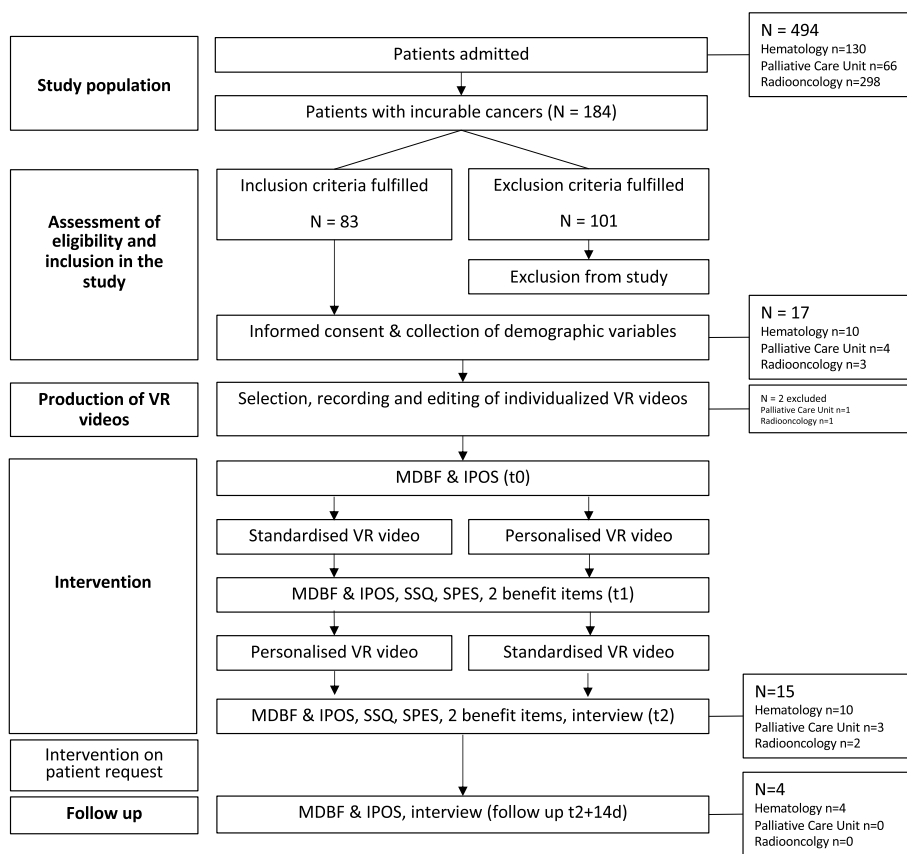 Study population
Patients admitted
N = 494
Hematology n=130
Palliative Care Unit n=66
Radiooncology n=298
Patients with incurable cancers (N = 184)
Assessment of
eligibility and
inclusion in the
study
Inclusion criteria fulfilled
N = 83
Exclusion criteria fulfilled
N = 101
Exclusion from study
Informed consent & collection of demographic variables
N = 17
Hematology n=10
Palliative Care Unit n=4
Radiooncology n=3
Production of VR
videos
Selection, recording and editing of individualized VR videos
N = 2 excluded
Palliative Care Unit n=1
Radiooncology n=1
Intervention
MDBF & IPOS (t0)
Standardised VR video
Personalised VR video
MDBF & IPOS, SSQ, SPES, 2 benefit items (t1)
Personalised VR video
Standardised VR video
MDBF & IPOS, SSQ, SPES, 2 benefit items, interview (t2)
N=15
Hematology n=10
Palliative Care Unit n=3
Radiooncology n=2
Intervention on
patient request
Follow up
MDBF & IPOS, interview (follow up t2+14d)
N=4
Hematology n=4
Palliative Care Unit n=0
Radiooncolgy n=0